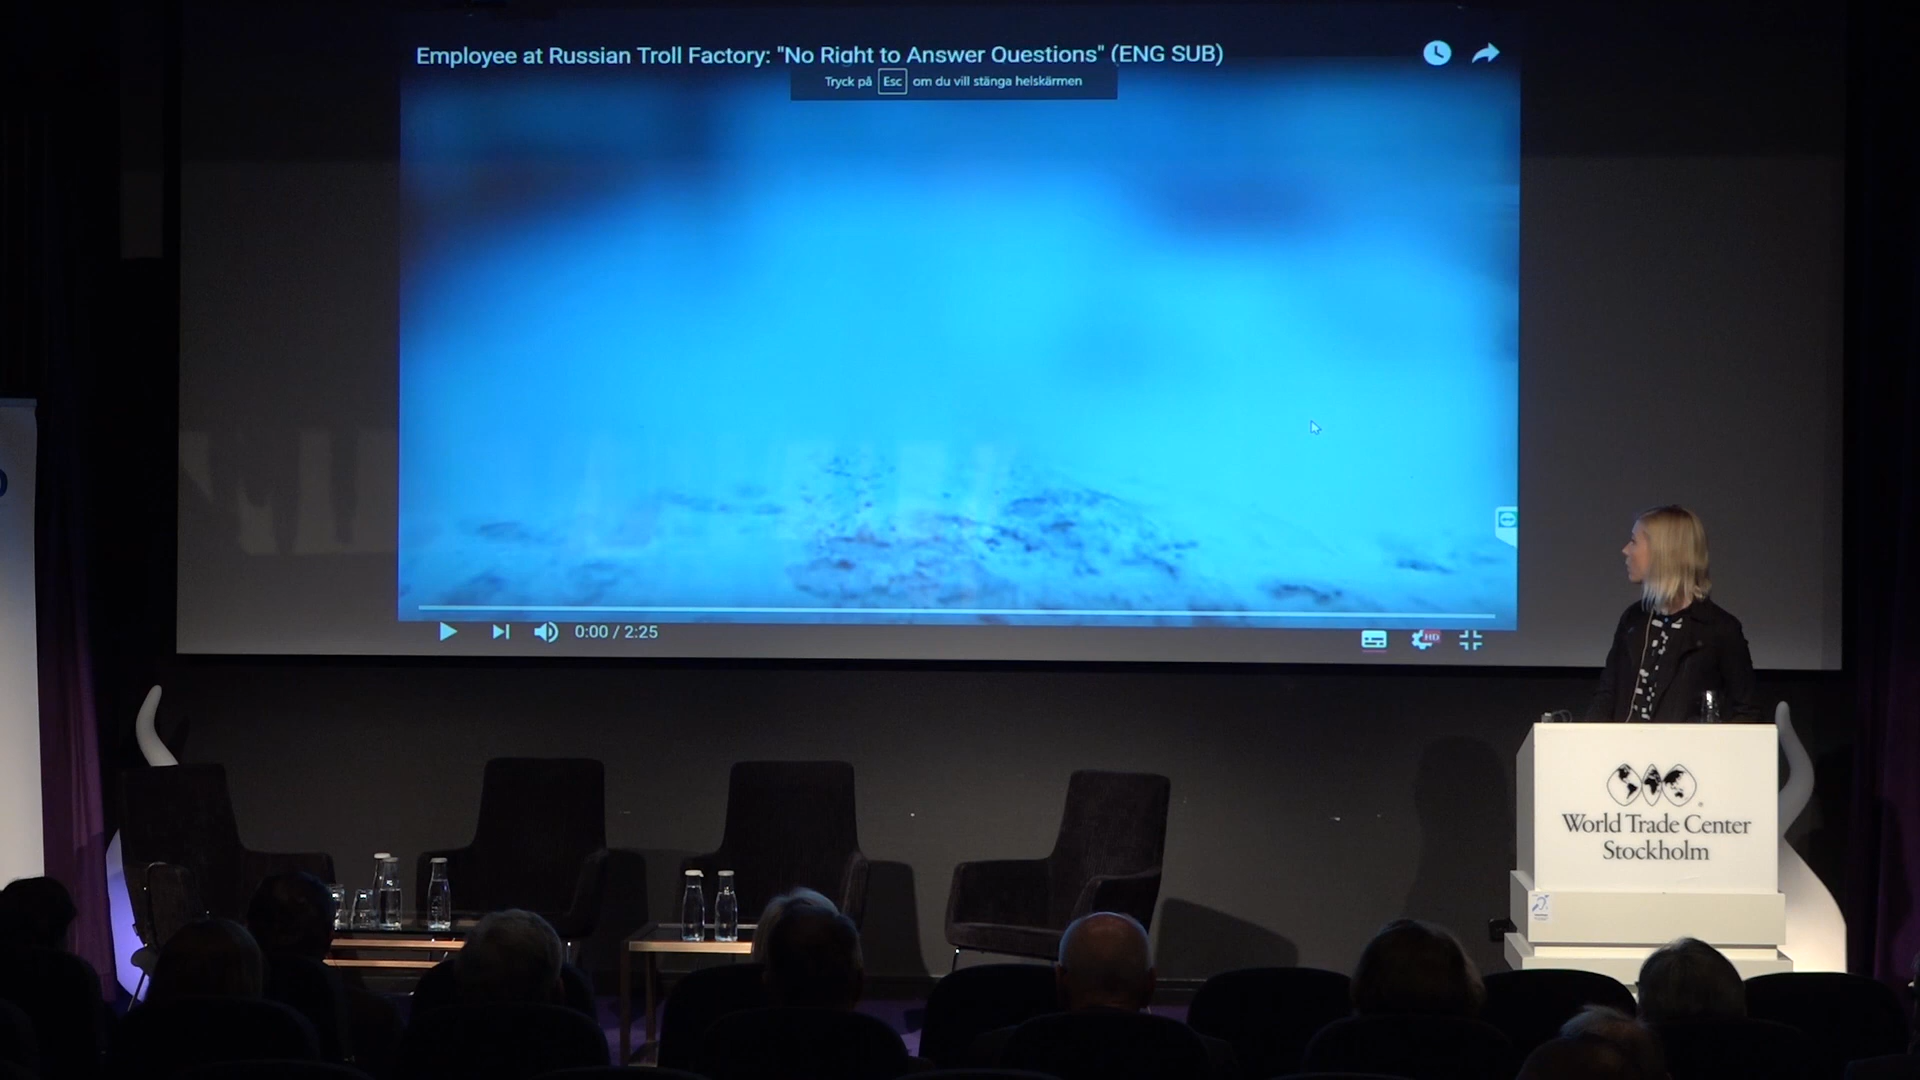 Employee at Russian Troll Factory: "No Right to Answer Questions" (ENG SUB)
Tryck på Esc om du vill stänga helskärmen
0:00 / 2:25
HD
World Trade Center
Stockholm